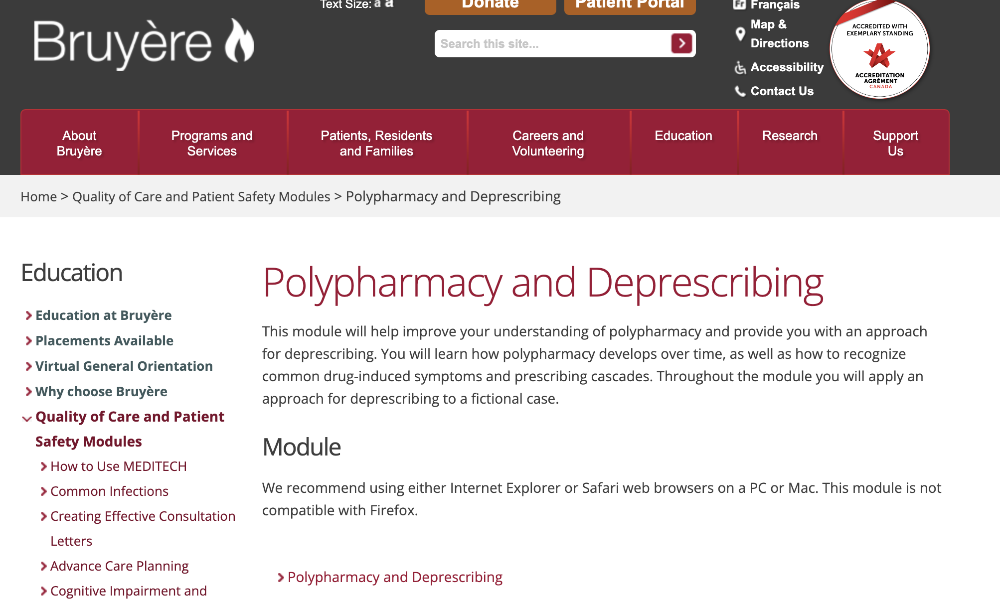 Text Size: a a
Donate
Patient Portal
Fr Français
Bruyère
Search this site...
Map &
Directions
Accessibility
Contact Us
ACCREDITED WITH
EXEMPLARY STANDING
ACCREDITATION
AGRÉMENT
CANADA
About
Bruyère
Programs and
Services
Patients, Residents
and Families
Careers and
Volunteering
Education
Research
Support
Us
Home > Quality of Care and Patient Safety Modules > Polypharmacy and Deprescribing
Education
Education at Bruyère
Placements Available
Virtual General Orientation
Why choose Bruyère
Quality of Care and Patient
Safety Modules
How to Use MEDITECH
Common Infections
Creating Effective Consultation
Letters
Advance Care Planning
Cognitive Impairment and
Polypharmacy and Deprescribing
This module will help improve your understanding of polypharmacy and provide you with an approach
for deprescribing. You will learn how polypharmacy develops over time, as well as how to recognize
common drug-induced symptoms and prescribing cascades. Throughout the module you will apply an
approach for deprescribing to a fictional case.
Module
We recommend using either Internet Explorer or Safari web browsers on a PC or Mac. This module is not
compatible with Firefox.
Polypharmacy and Deprescribing